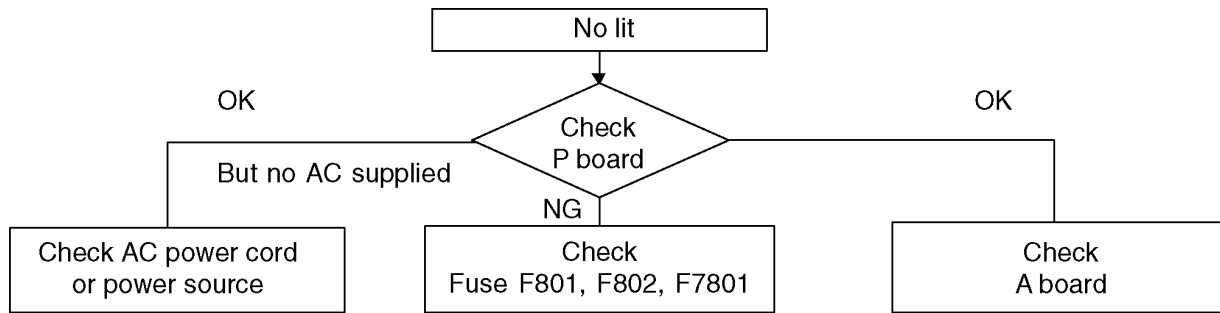 No lit
OK
OK
Check
P board
But no AC supplied
NG
Check AC power cord
or power source
Check
Fuse F801, F802, F7801
Check
A board